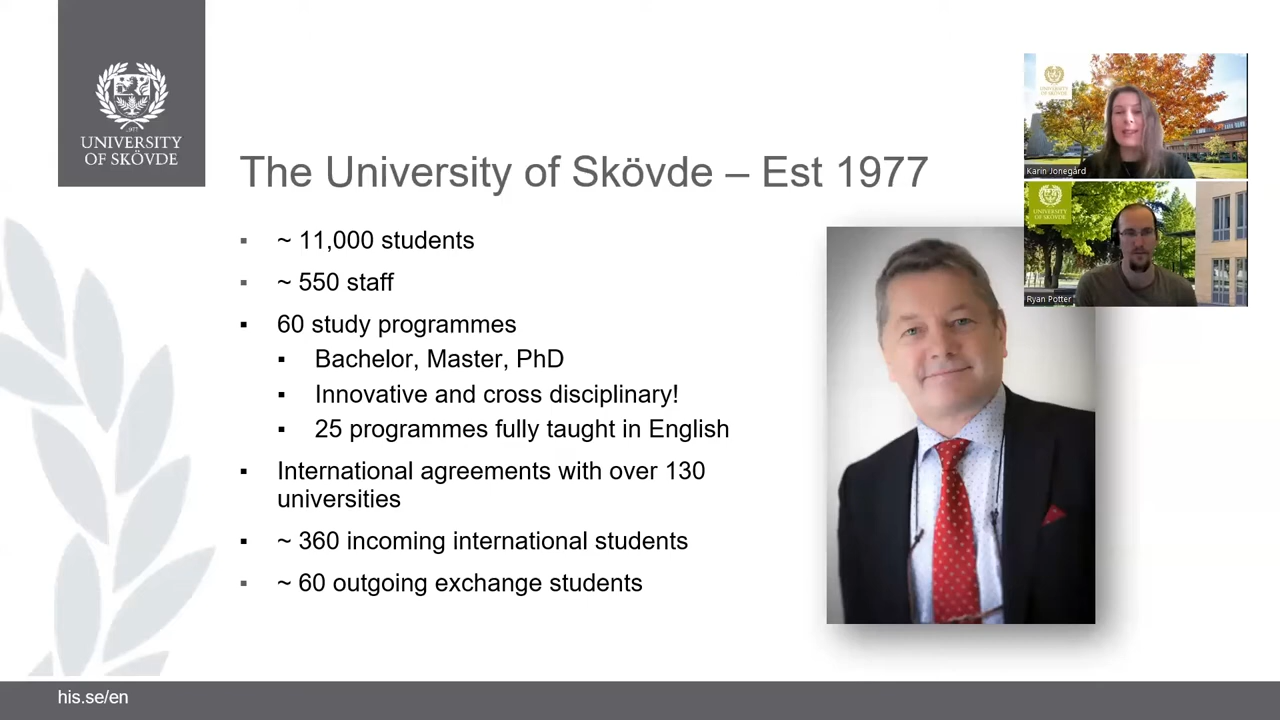 UNIVERSITY
OF SKÖVDE
The University of Skövde – Est 1977
▪ ~ 11,000 students
▪ ~ 550 staff
▪ 60 study programmes
▪ Bachelor, Master, PhD
▪ Innovative and cross disciplinary!
▪ 25 programmes fully taught in English
▪ International agreements with over 130
universities
▪ ~ 360 incoming international students
▪ ~ 60 outgoing exchange students
Karin Jonegård
Ryan Potter
his.se/en